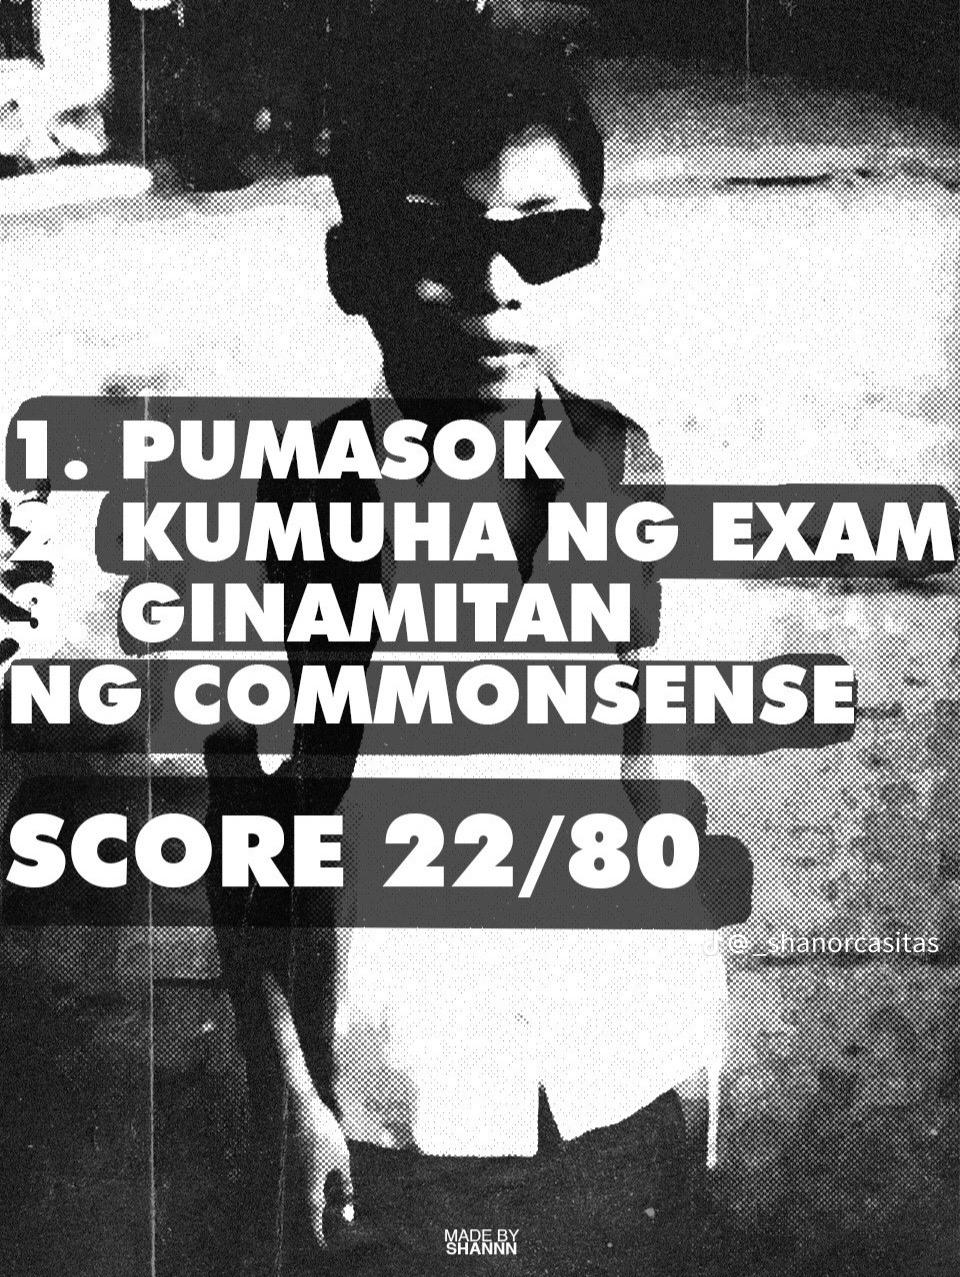 1. PUMASOK
2. KUMUHA NG EXAM
3. GINAMITAN
NG COMMONSENSE
SCORE 22/80
@_shanorcasitas
MADE BY
SHANNN